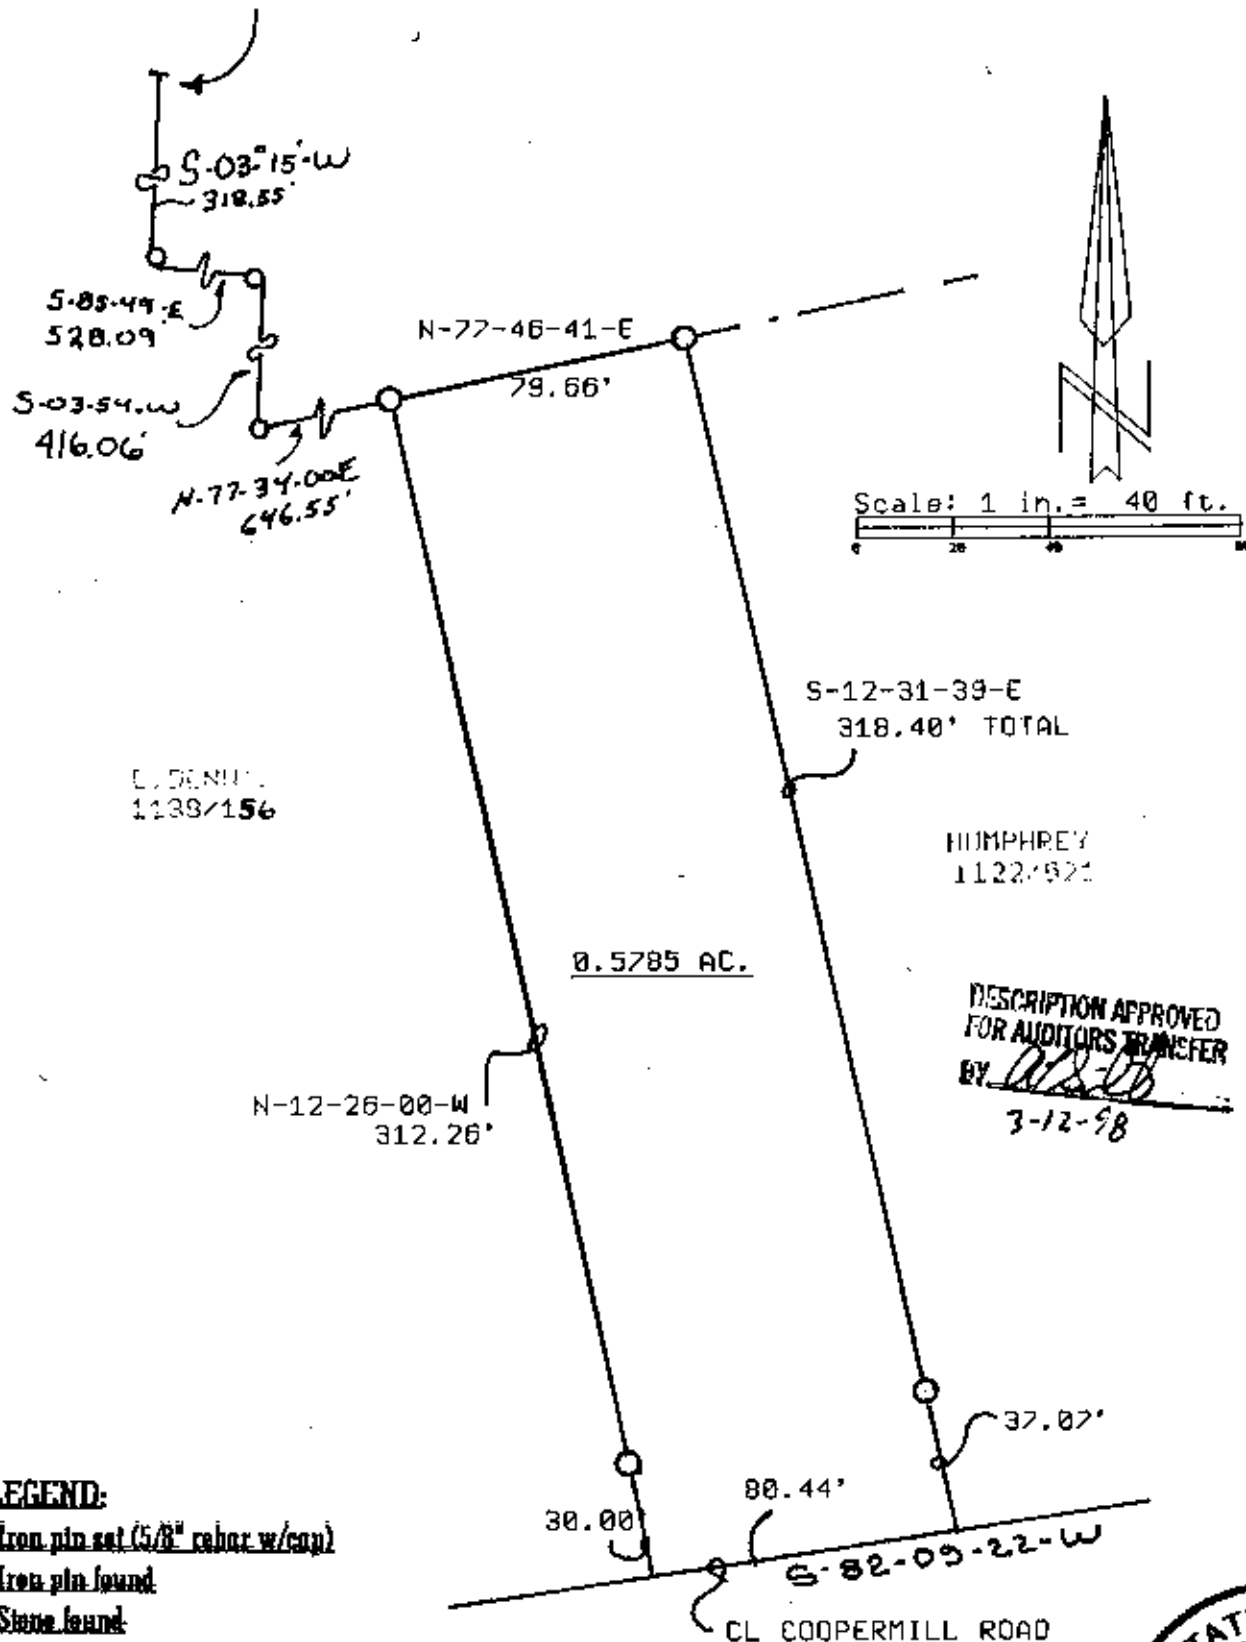 S-03°15'-W
318.55'
S-85-49-E
528.09
S-03-54-W
416.06'
N-77-34-00E
646.55'
N-77-46-41-E
79.66'
N
Scale: 1 in.= 40 ft.
0 20 40 80
S-12-31-39-E
318.40' TOTAL
1139/156
HUMPHREY
1122/821
0.5785 AC.
DESCRIPTION APPROVED
FOR AUDITORS TRANSFER
BY
3-12-98
N-12-26-00-W
312.26'
37.07'
LEGEND:
Iron pin set (5/8" rebar w/cap)
Iron pin found
Stone found
30.00'
80.44'
S-82-09-22-W
CL COOPERMILL ROAD